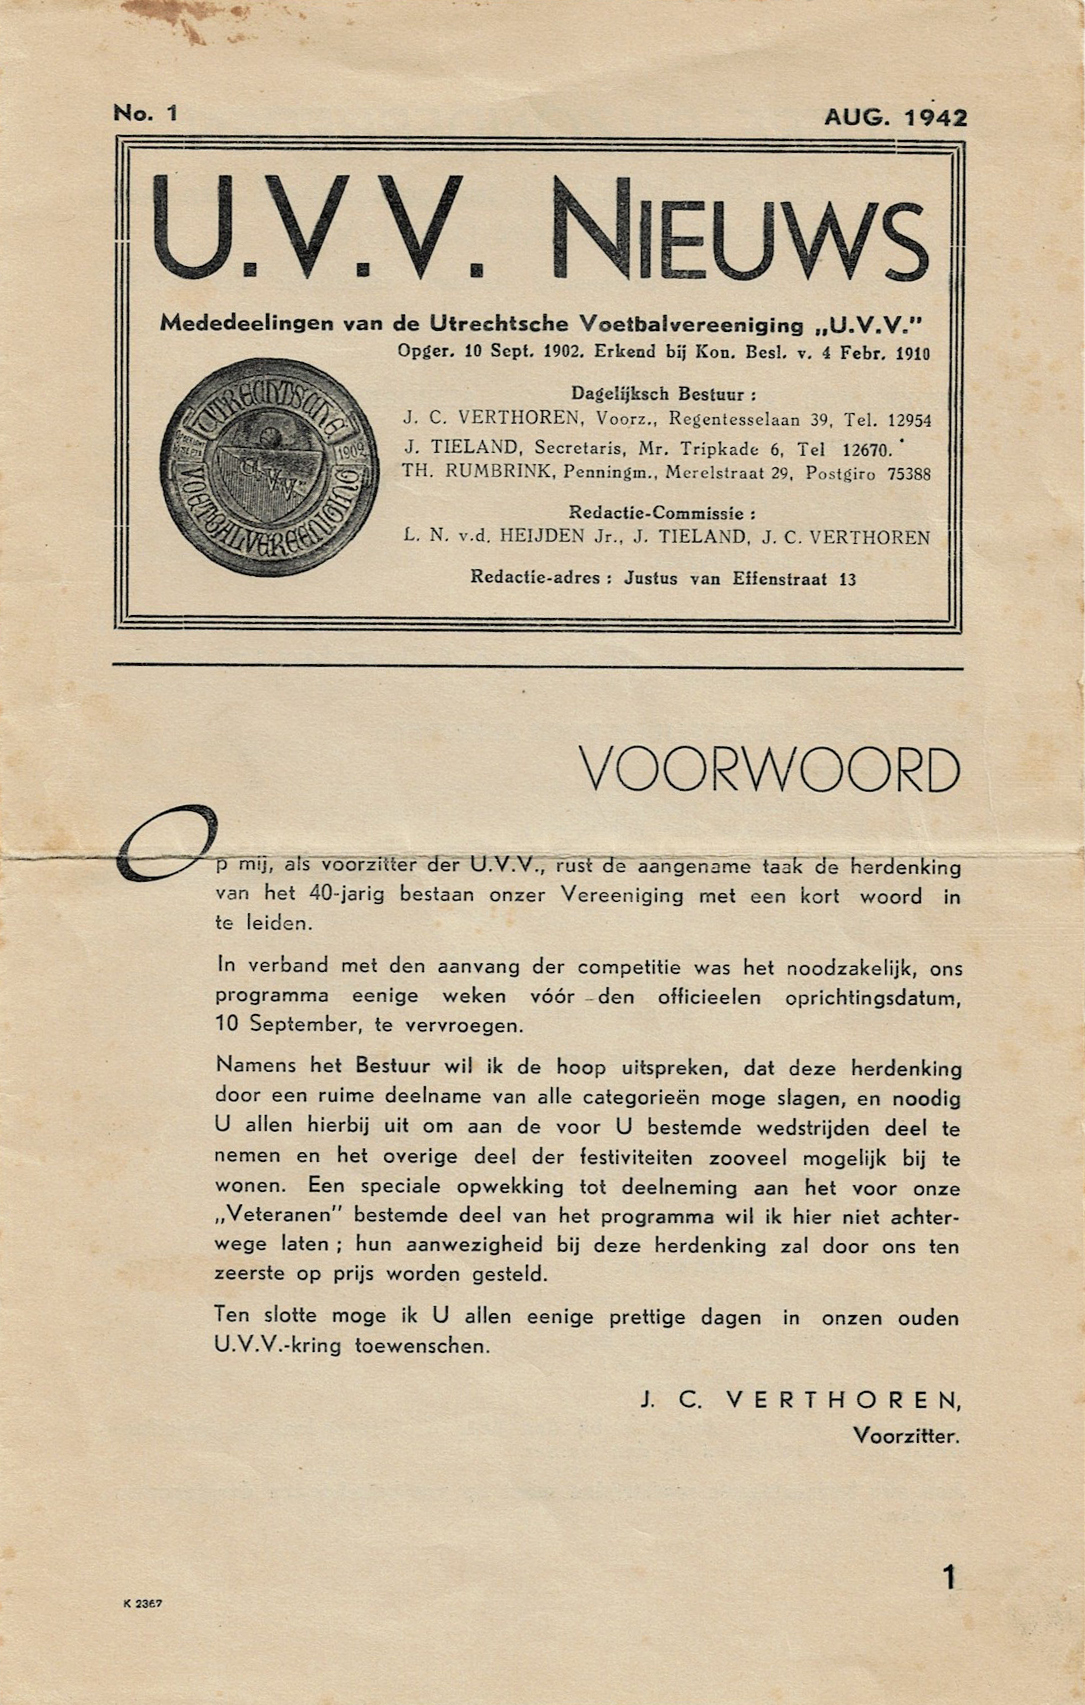 No. 1
AUG. 1942
U.V.V. NIEUWS
Mededeelingen van de Utrechtsche Voetbalvereeniging „U.V.V.”
Opger. 10 Sept. 1902. Erkend bij Kon. Besl. v. 4 Febr. 1910
UTRECHTSCHE
1902
U.V.V.
VOETBALVEREENIGING
Dagelijksch Bestuur :
J. C. VERTHOREN, Voorz., Regentesselaan 39, Tel. 12954
J. TIELAND, Secretaris, Mr. Tripkade 6, Tel 12670.
TH. RUMBRINK, Penningm., Merelstraat 29, Postgiro 75388
Redactie-Commissie :
L. N. v.d. HEIJDEN Jr., J. TIELAND, J. C. VERTHOREN
Redactie-adres : Justus van Effenstraat 13
VOORWOORD
Op mij, als voorzitter der U.V.V., rust de aangename taak de herdenking
van het 40-jarig bestaan onzer Vereeniging met een kort woord in
te leiden.
In verband met den aanvang der competitie was het noodzakelijk, ons
programma eenige weken vóór den officieelen oprichtingsdatum,
10 September, te vervroegen.
Namens het Bestuur wil ik de hoop uitspreken, dat deze herdenking
door een ruime deelname van alle categorieën moge slagen, en noodig
U allen hierbij uit om aan de voor U bestemde wedstrijden deel te
nemen en het overige deel der festiviteiten zooveel mogelijk bij te
wonen. Een speciale opwekking tot deelneming aan het voor onze
„Veteranen” bestemde deel van het programma wil ik hier niet achter-
wege laten ; hun aanwezigheid bij deze herdenking zal door ons ten
zeerste op prijs worden gesteld.
Ten slotte moge ik U allen eenige prettige dagen in onzen ouden
U.V.V.-kring toewenschen.
J. C. VERTHOREN,
Voorzitter.
1
K 2367